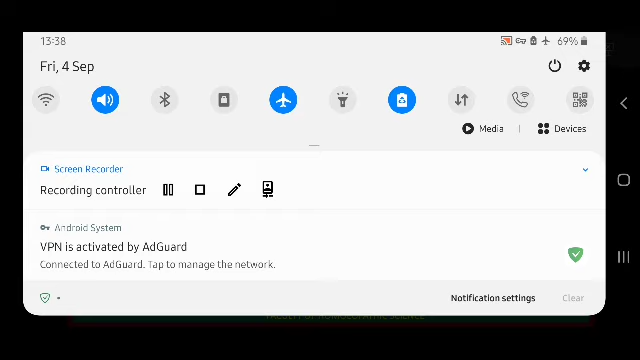 13:38
69%
Fri, 4 Sep
Media
Devices
Screen Recorder
Recording controller
Android System
VPN is activated by AdGuard
Connected to AdGuard. Tap to manage the network.
Notification settings
Clear